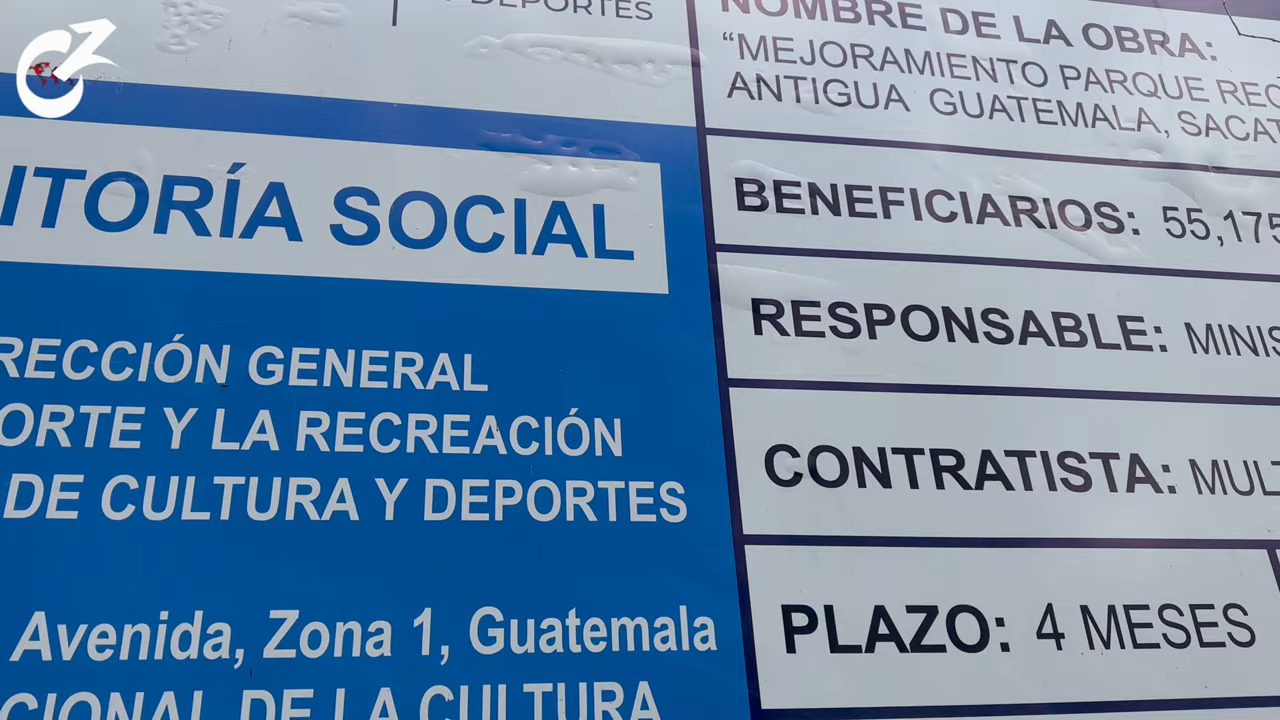 DEPORTES
ITORÍA SOCIAL
RECCIÓN GENERAL
ORTE Y LA RECREACIÓN
DE CULTURA Y DEPORTES
Avenida, Zona 1, Guatemala
CIONAL DE LA CULTURA
NOMBRE DE LA OBRA:
“MEJORAMIENTO PARQUE REC
ANTIGUA GUATEMALA, SACAT
BENEFICIARIOS: 55,175
RESPONSABLE: MINIS
CONTRATISTA: MULT
PLAZO: 4 MESES